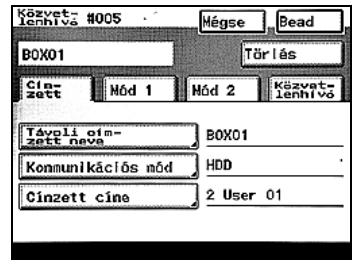 Közvet-
lenhívó #005
Mégse
Bead
BOX01
Törlés
Cím-
zett
Mód 1
Mód 2
Közvet-
lenhívó
Távoli cím-
zett neve
BOX01
Kommunikációs mód
HDD
Címzett címe
2 User 01